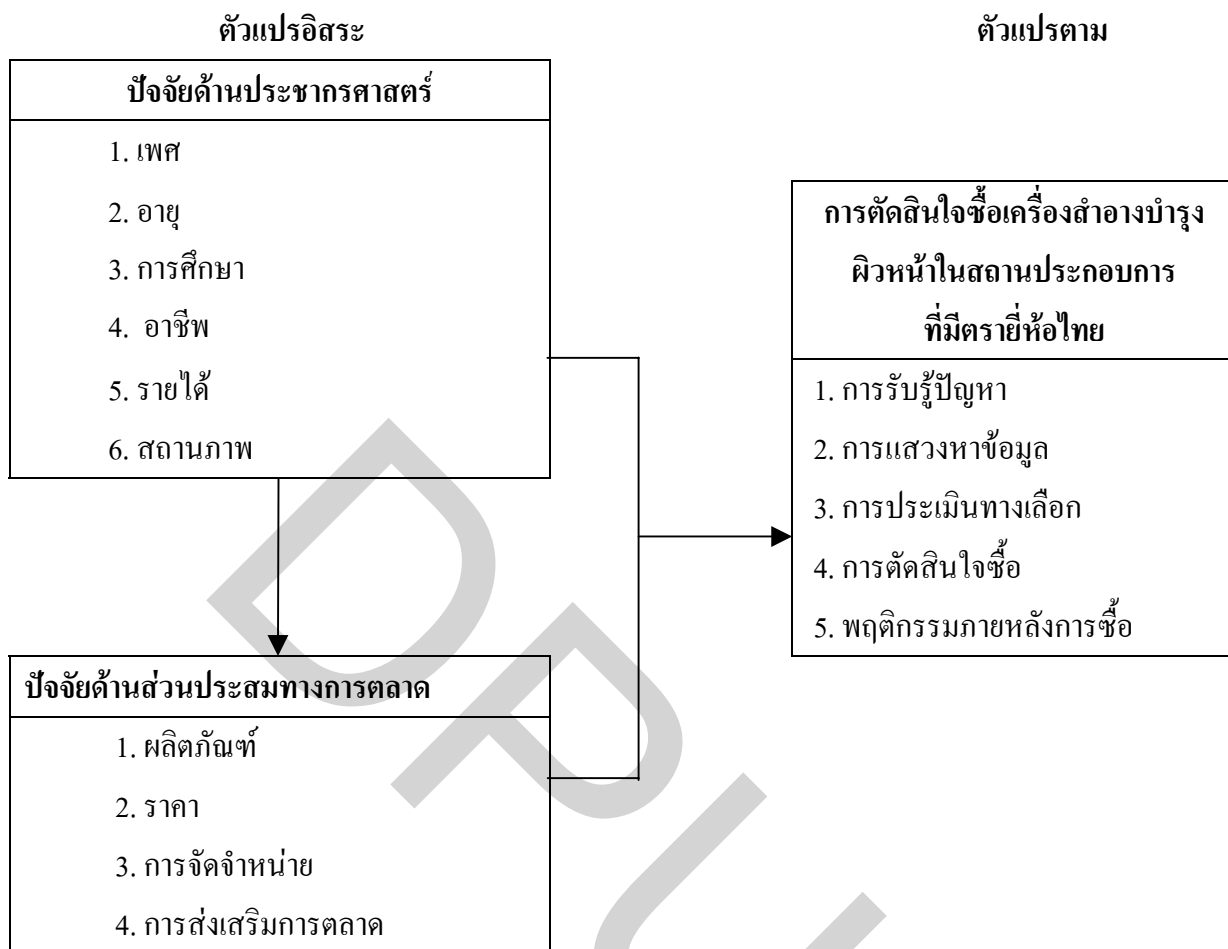 ตัวแปรอิสระ
ตัวแปรตาม
ปัจจัยด้านประชากรศาสตร์
1. เพศ
2. อายุ
3. การศึกษา
4. อาชีพ
5. รายได้
6. สถานภาพ
การตัดสินใจซื้อเครื่องสำอางบำรุง
ผิวหน้าในสถานประกอบการ
ที่มีตรายี่ห้อไทย
1. การรับรู้ปัญหา
2. การแสวงหาข้อมูล
3. การประเมินทางเลือก
4. การตัดสินใจซื้อ
5. พฤติกรรมภายหลังการซื้อ
ปัจจัยด้านส่วนประสมทางการตลาด
1. ผลิตภัณฑ์
2. ราคา
3. การจัดจำหน่าย
4. การส่งเสริมการตลาด
DPU